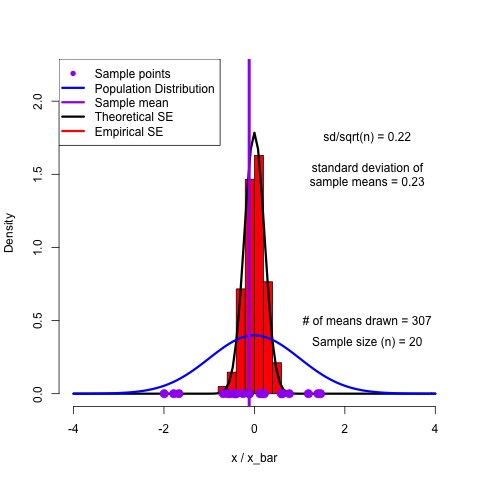 Sample points
Population Distribution
Sample mean
Theoretical SE
Empirical SE
sd/sqrt(n) = 0.22
standard deviation of
sample means = 0.23
# of means drawn = 307
Sample size (n) = 20
Density
2.0
1.5
1.0
0.5
0.0
-4
-2
0
2
4
x / x_bar